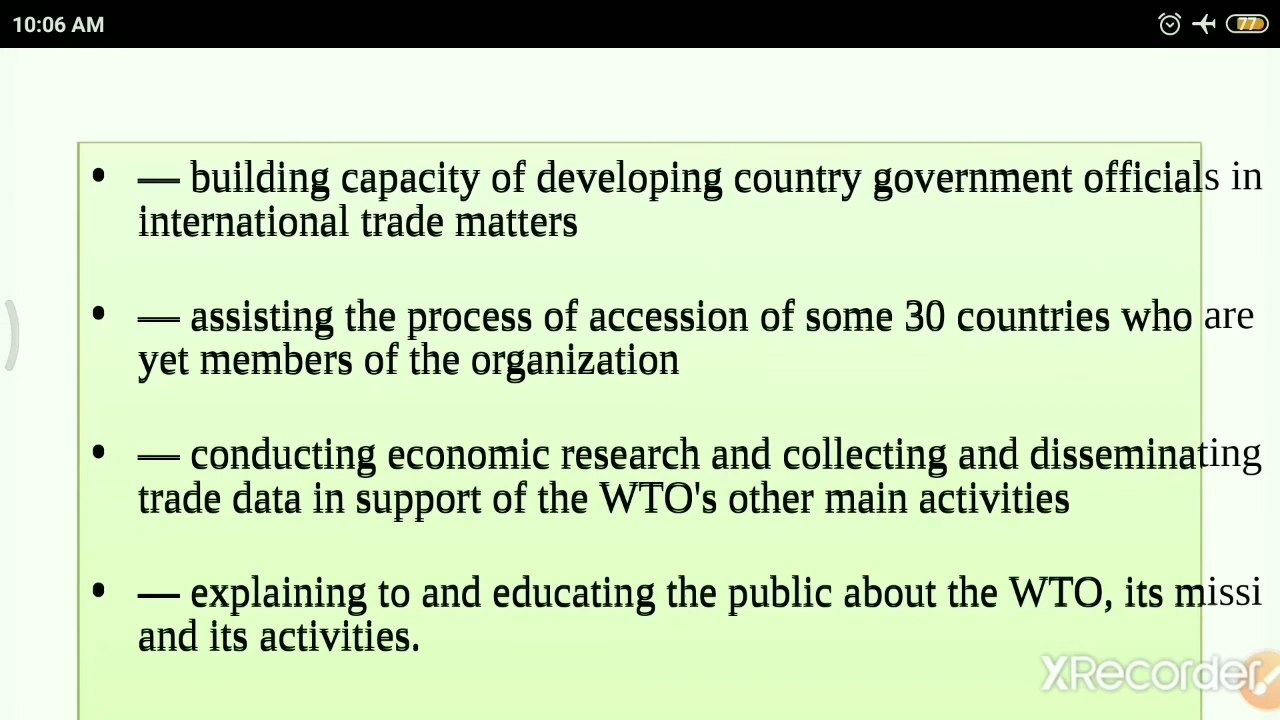 10:06 AM
77
• — building capacity of developing country government officials in
international trade matters
• — assisting the process of accession of some 30 countries who are
yet members of the organization
• — conducting economic research and collecting and disseminating
trade data in support of the WTO's other main activities
• — explaining to and educating the public about the WTO, its missi
and its activities.
XRecorder